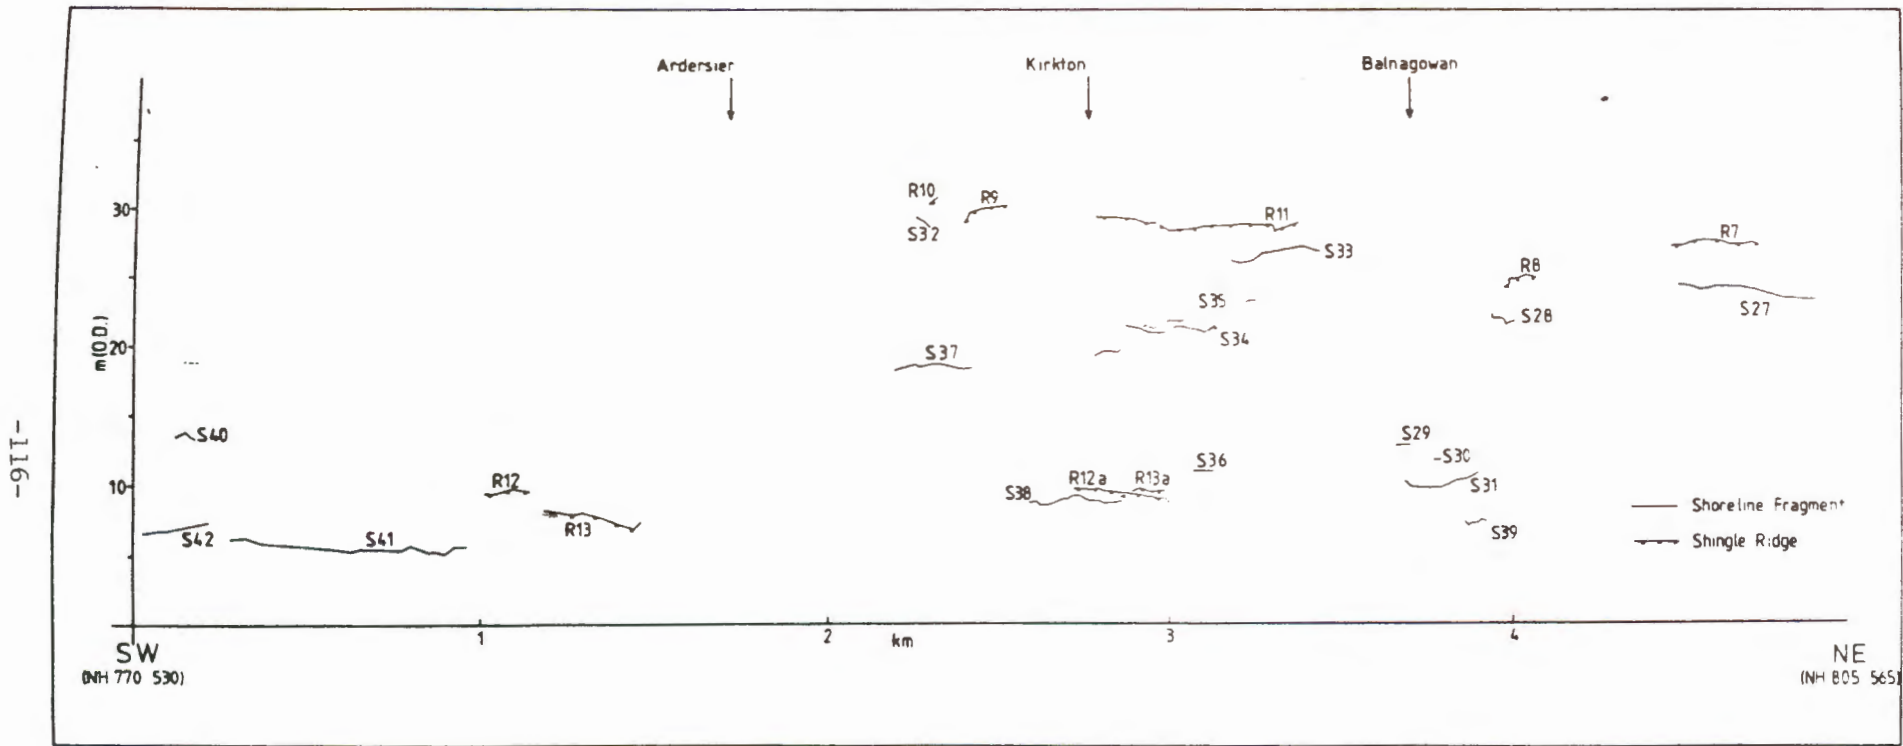 Ardersier
Kirkton
Balnagowan
R10
R9
R11
R7
30
S32
S33
R8
S35
S28
S27
S34
m(O.D.)
20
S37
S40
S29
S30
S36
R12
R12a
R13a
S31
10
S38
Shoreline Fragment
R13
S39
S42
S41
Shingle Ridge
1
2
km
3
4
SW
(NH 770 530)
NE
(NH 805 565)
-116-